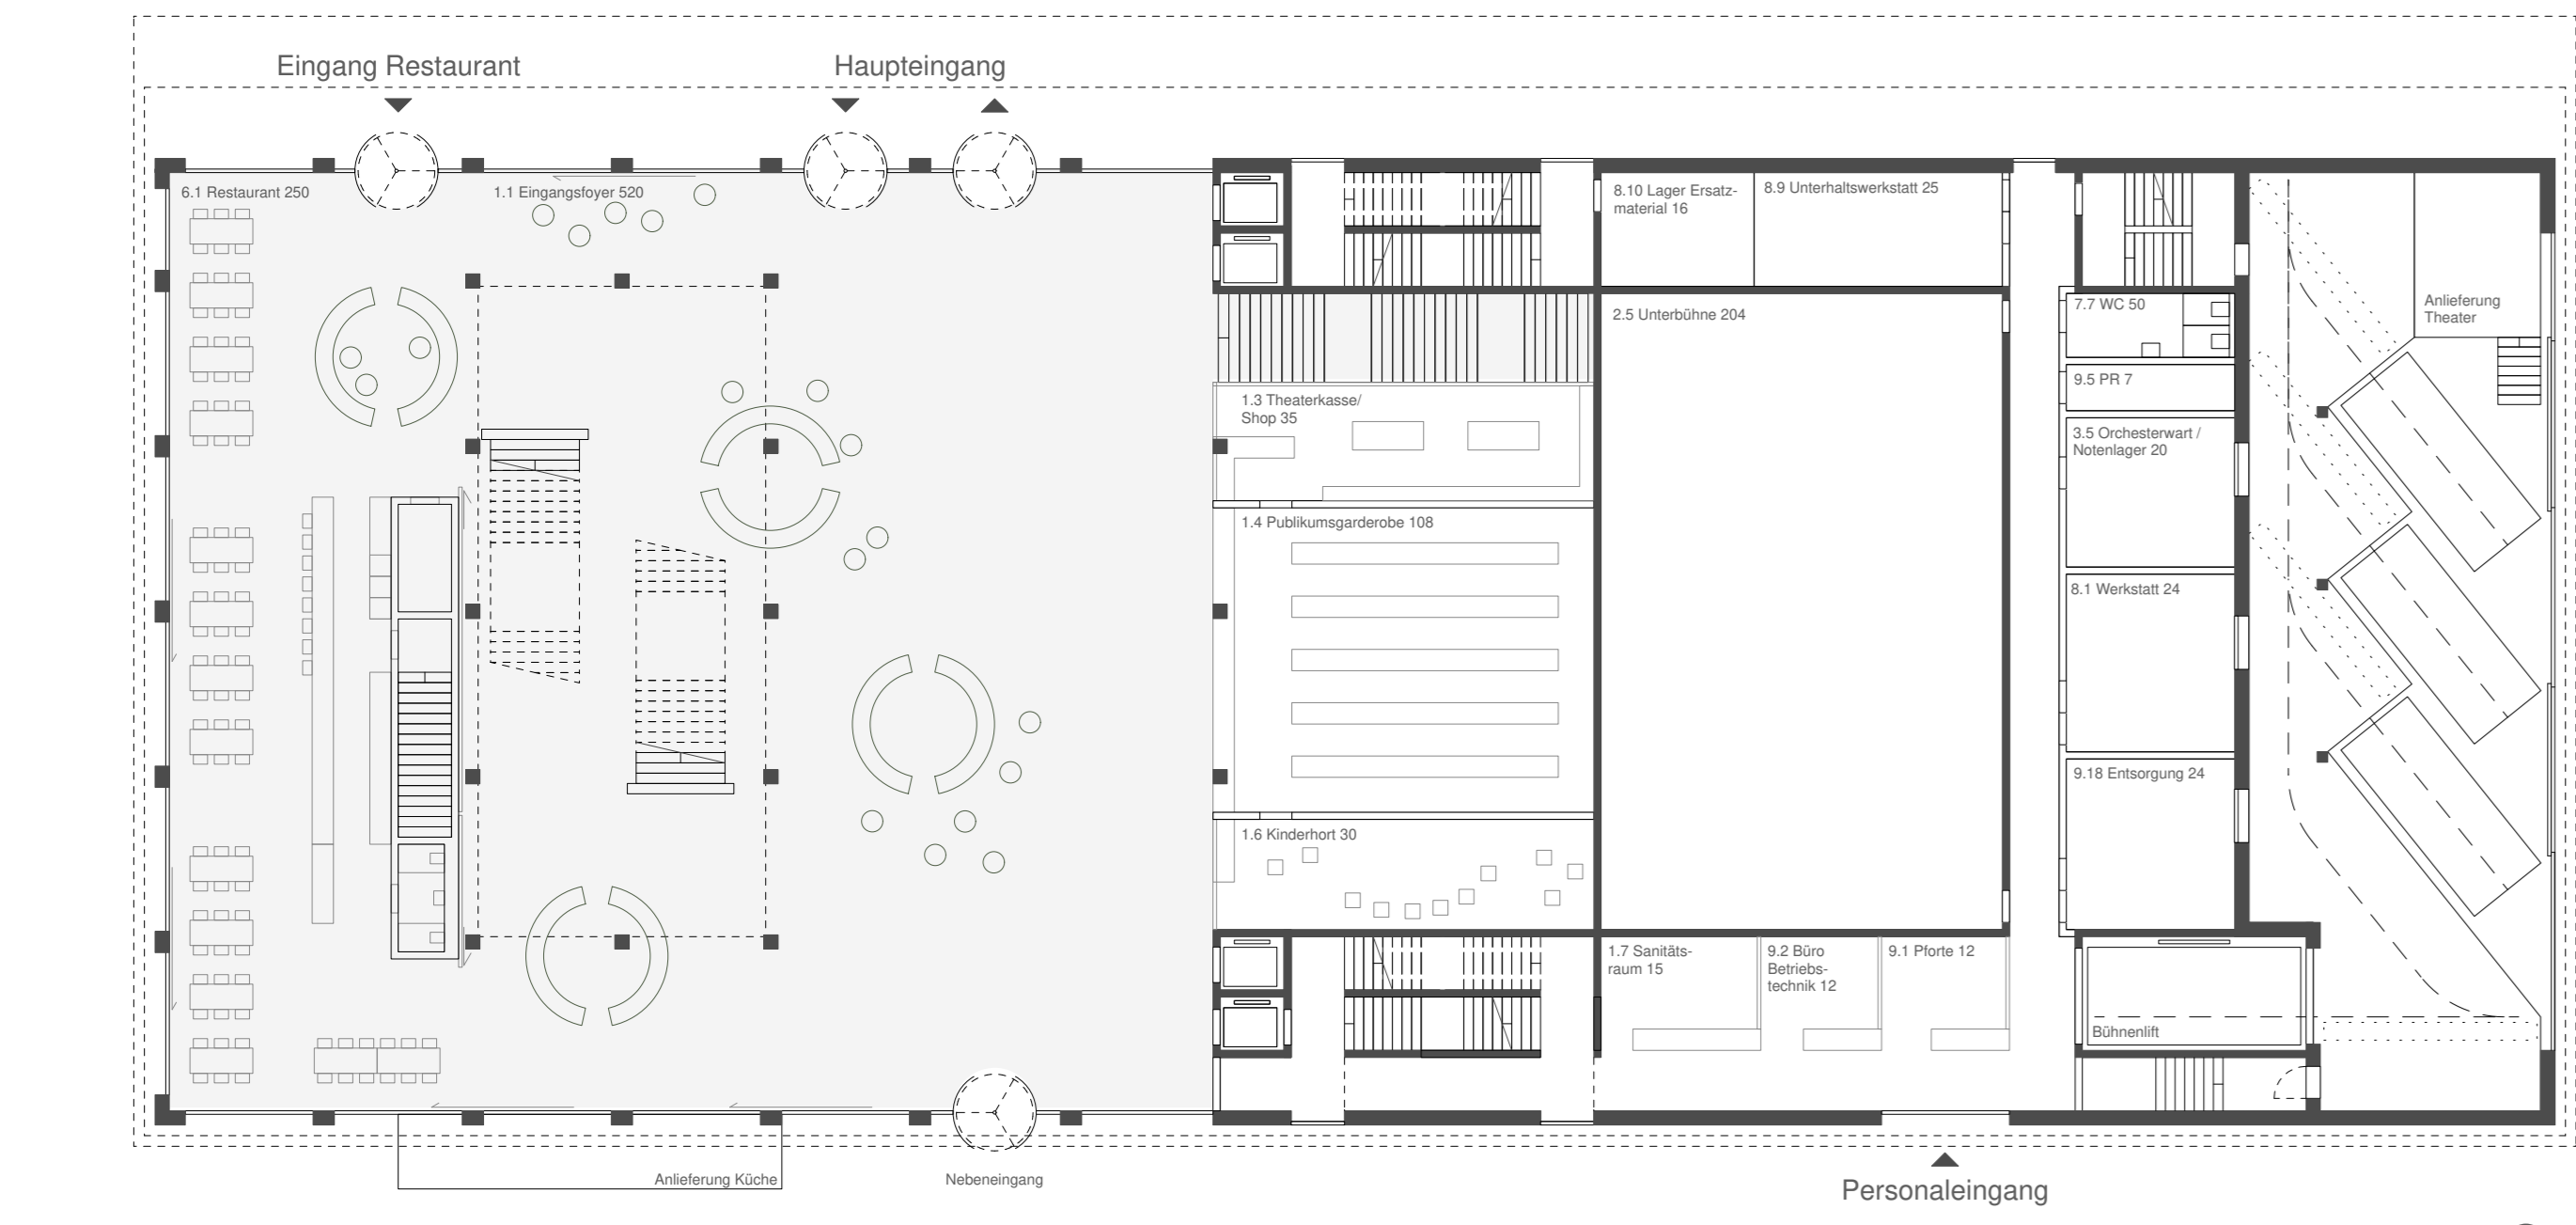 Eingang Restaurant
Haupteingang
6.1 Restaurant 250
1.1 Eingangsfoyer 520
8.10 Lager Ersatz-
material 16
8.9 Unterhaltswerkstatt 25
2.5 Unterbühne 204
7.7 WC 50
Anlieferung
Theater
9.5 PR 7
1.3 Theaterkasse/
Shop 35
3.5 Orchesterwart /
Notenlager 20
1.4 Publikumsgarderobe 108
8.1 Werkstatt 24
9.18 Entsorgung 24
1.6 Kinderhort 30
1.7 Sanitäts-
raum 15
9.2 Büro
Betriebs-
technik 12
9.1 Pforte 12
Bühnenlift
Anlieferung Küche
Nebeneingang
Personaleingang